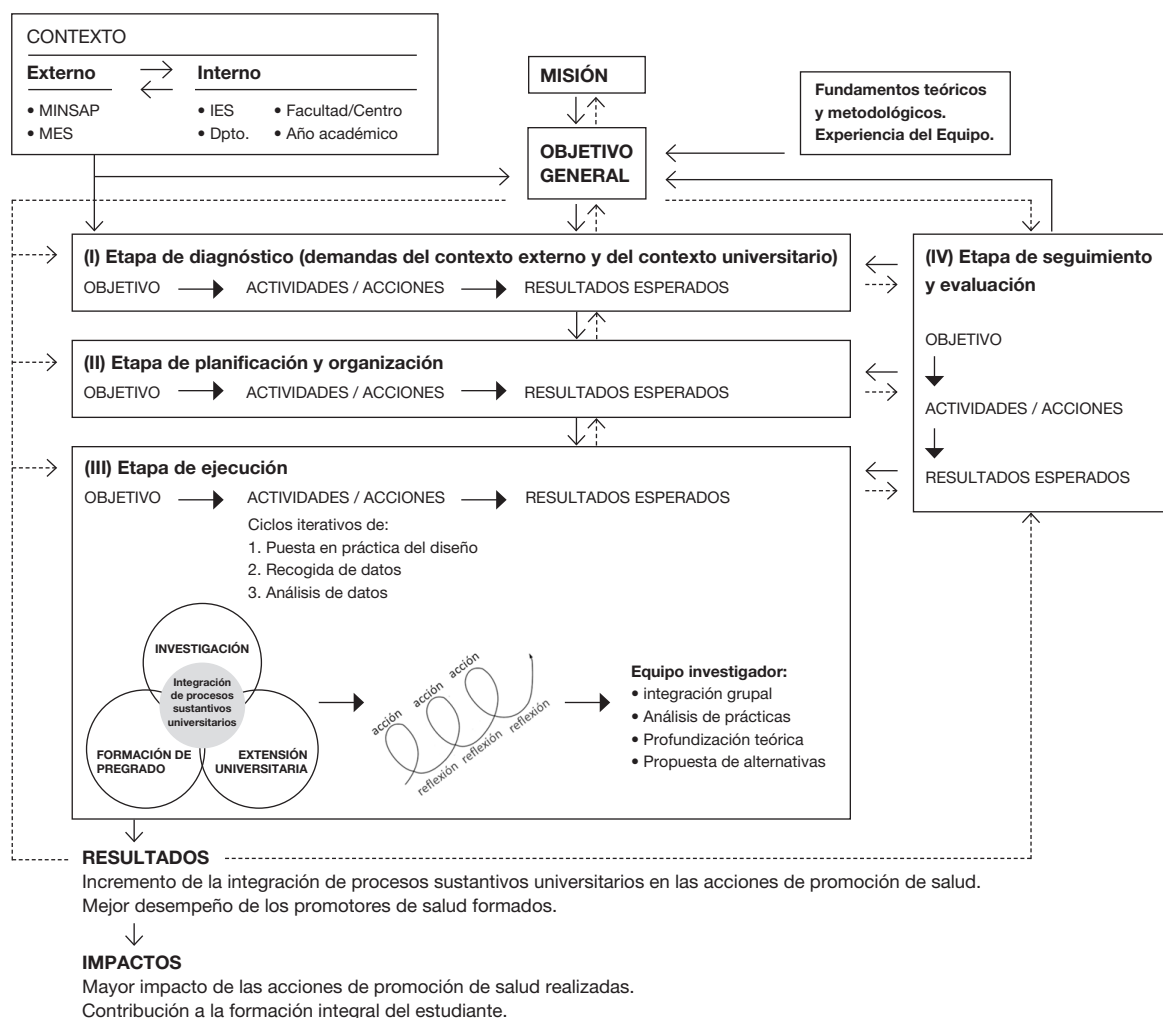 CONTEXTO
Externo Interno
• MINSAP • IES • Facultad/Centro
• MES • Dpto. • Año académico
MISIÓN
OBJETIVO
GENERAL
Fundamentos teóricos
y metodológicos.
Experiencia del Equipo.
(I) Etapa de diagnóstico (demandas del contexto externo y del contexto universitario)
OBJETIVO ACTIVIDADES / ACCIONES RESULTADOS ESPERADOS
(II) Etapa de planificación y organización
OBJETIVO ACTIVIDADES / ACCIONES RESULTADOS ESPERADOS
(III) Etapa de ejecución
OBJETIVO ACTIVIDADES / ACCIONES RESULTADOS ESPERADOS
Ciclos iterativos de:
1. Puesta en práctica del diseño
2. Recogida de datos
3. Análisis de datos
INVESTIGACIÓN
Integración
de procesos
sustantivos
universitarios
FORMACIÓN DE
PREGRADO
EXTENSIÓN
UNIVERSITARIA
acción acción acción
reflexión reflexión reflexión
Equipo investigador:
• integración grupal
• Análisis de prácticas
• Profundización teórica
• Propuesta de alternativas
(IV) Etapa de seguimiento
y evaluación
OBJETIVO
ACTIVIDADES / ACCIONES
RESULTADOS ESPERADOS
RESULTADOS
Incremento de la integración de procesos sustantivos universitarios en las acciones de promoción de salud.
Mejor desempeño de los promotores de salud formados.
IMPACTOS
Mayor impacto de las acciones de promoción de salud realizadas.
Contribución a la formación integral del estudiante.